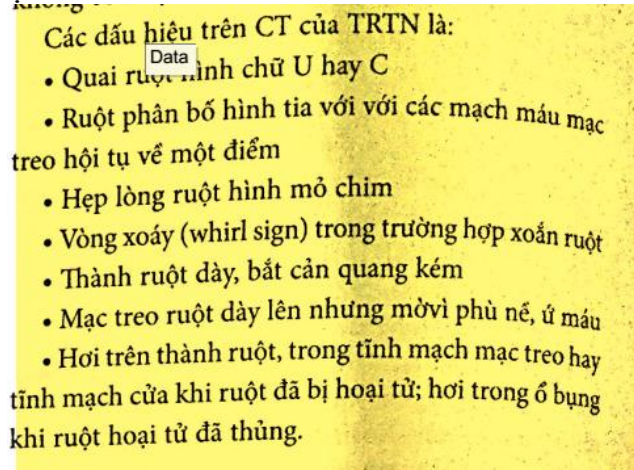 Các dấu hiệu trên CT của TRTN là:
Data
• Quai ruột hình chữ U hay C
• Ruột phân bố hình tia với với các mạch máu mạc
treo hội tụ về một điểm
• Hẹp lòng ruột hình mỏ chim
• Vòng xoáy (whirl sign) trong trường hợp xoắn ruột
• Thành ruột dày, bắt cản quang kém
• Mạc treo ruột dày lên nhưng mờvì phù nề, ứ máu
• Hơi trên thành ruột, trong tĩnh mạch mạc treo hay
tĩnh mạch cửa khi ruột đã bị hoại tử; hơi trong ổ bụng
khi ruột hoại tử đã thủng.